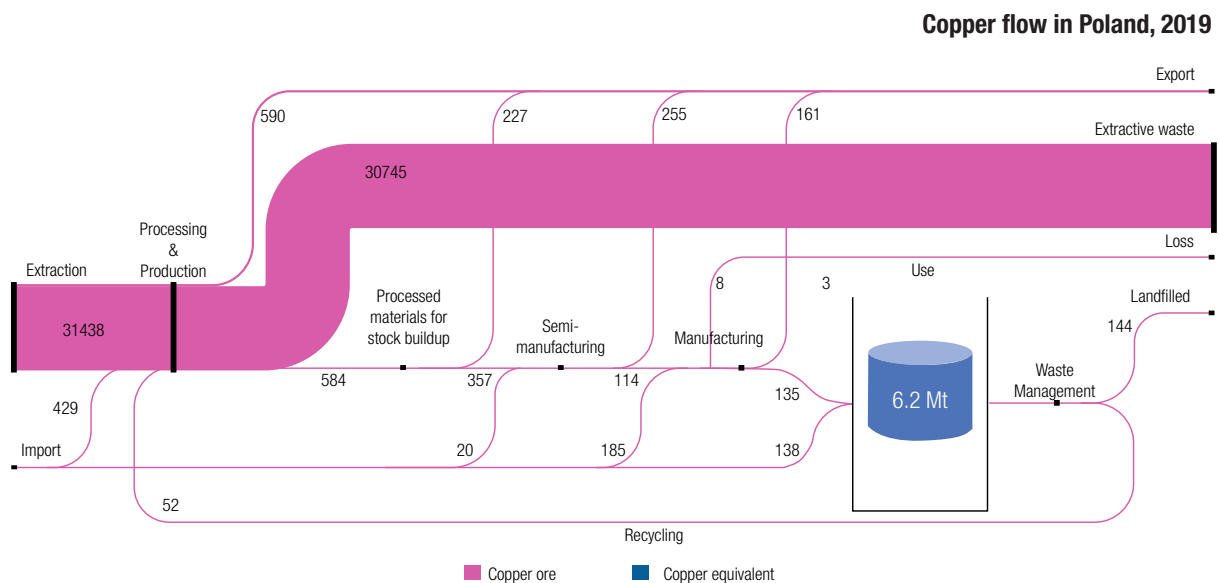 Copper flow in Poland, 2019
Export
590
227
255
161
Extractive waste
30745
Processing
&
Production
Extraction
Loss
Use
8
3
31438
Processed
materials for
stock buildup
Semi-
manufacturing
Manufacturing
Landfilled
144
584
357
114
135
6.2 Mt
Waste
Management
429
Import
20
185
138
52
Recycling
Copper ore
Copper equivalent